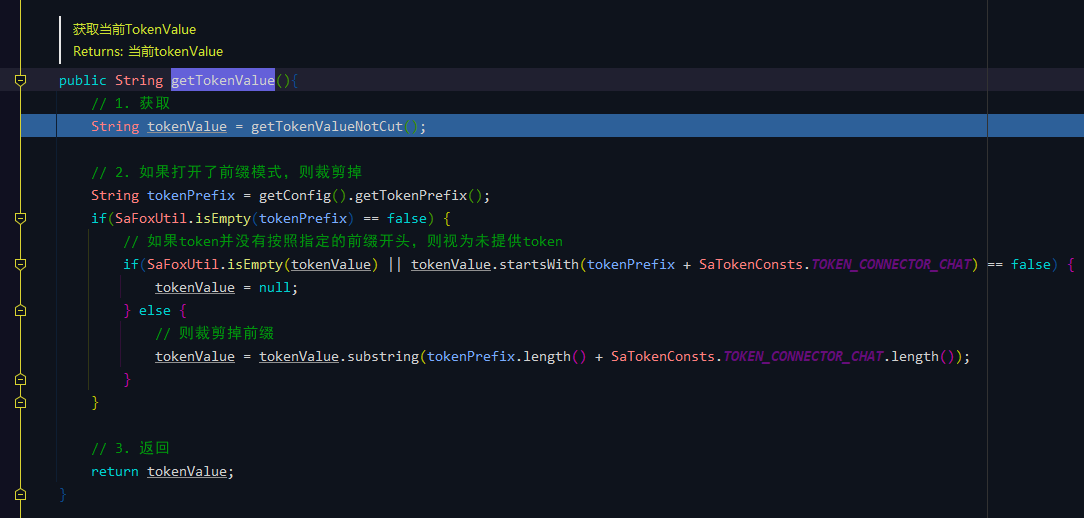 获取当前TokenValue
Returns: 当前tokenValue
public String getTokenValue(){
// 1. 获取
String tokenValue = getTokenValueNotCut();
// 2. 如果打开了前缀模式，则裁剪掉
String tokenPrefix = getConfig().getTokenPrefix();
if(SaFoxUtil.isEmpty(tokenPrefix) == false) {
// 如果token并没有按照指定的前缀开头，则视为未提供token
if(SaFoxUtil.isEmpty(tokenValue) || tokenValue.startsWith(tokenPrefix + SaTokenConsts.TOKEN_CONNECTOR_CHAT) == false) {
tokenValue = null;
} else {
// 则裁剪掉前缀
tokenValue = tokenValue.substring(tokenPrefix.length() + SaTokenConsts.TOKEN_CONNECTOR_CHAT.length());
}
}
// 3. 返回
return tokenValue;
}